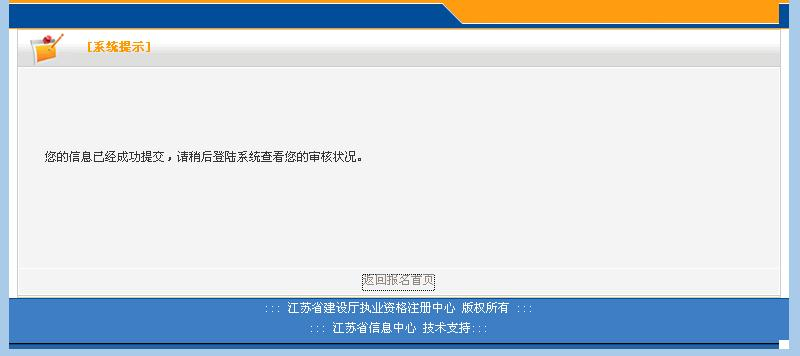 [系统提示]
您的信息已经成功提交，请稍后登陆系统查看您的审核状况。
返回报名首页
::: 江苏省建设厅执业资格注册中心 版权所有 :::
::: 江苏省信息中心 技术支持:::